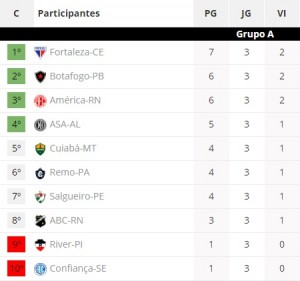 C Participantes PG JG VI
Grupo A
1º Fortaleza-CE 7 3 2
2º Botafogo-PB 6 3 2
3º América-RN 6 3 2
4º ASA-AL 5 3 1
5º Cuiabá-MT 4 3 1
6º Remo-PA 4 3 1
7º Salgueiro-PE 4 3 1
8º ABC-RN 3 3 1
9º River-PI 1 3 0
10º Confiança-SE 1 3 0